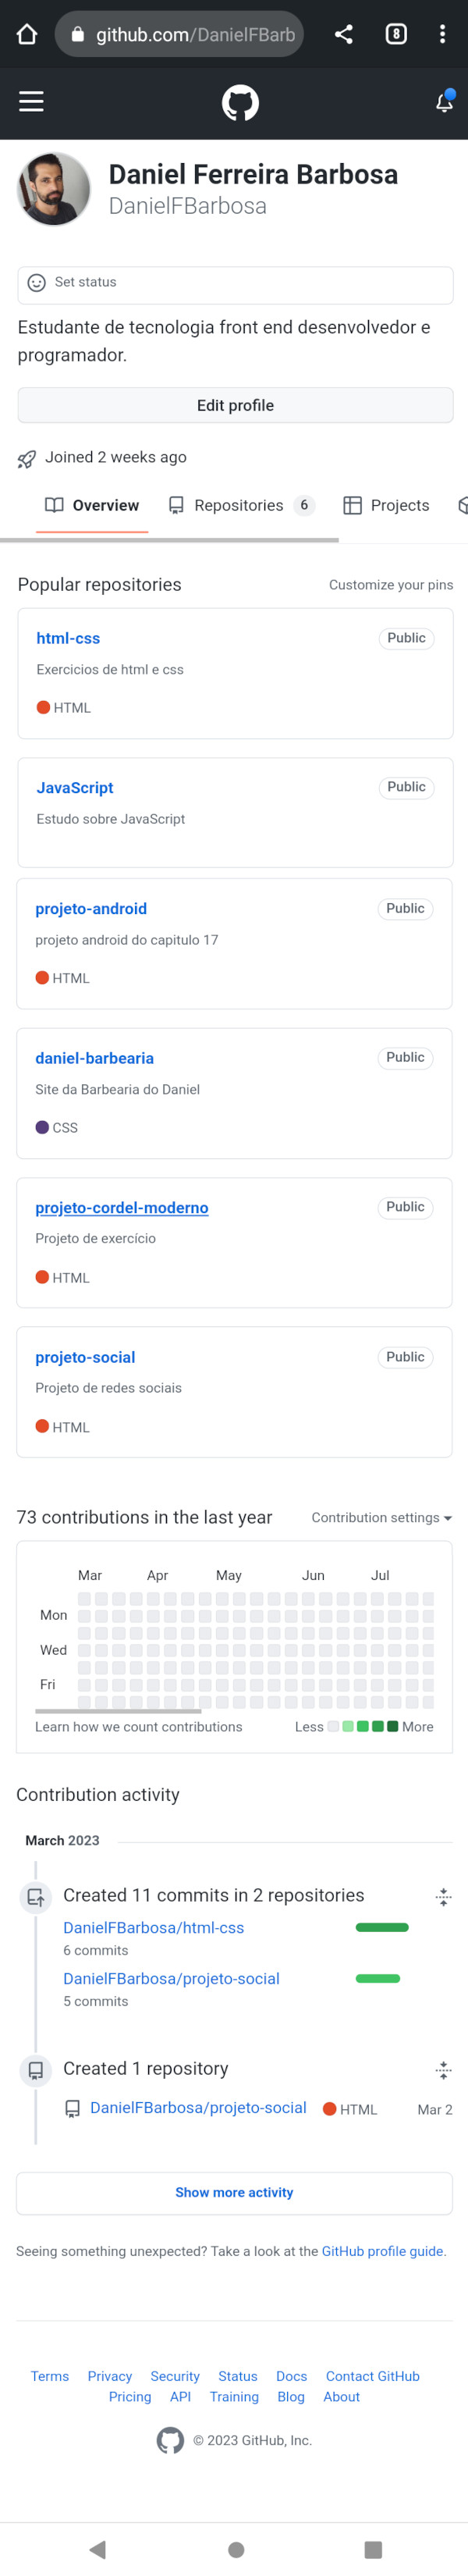 github.com/DanielFBarb
8
Daniel Ferreira Barbosa
DanielFBarbosa
Set status
Estudante de tecnologia front end desenvolvedor e
programador.
Edit profile
Joined 2 weeks ago
Overview Repositories 6 Projects
Popular repositories Customize your pins
html-css Public
Exercicios de html e css
HTML
JavaScript Public
Estudo sobre JavaScript
projeto-android Public
projeto android do capitulo 17
HTML
daniel-barbearia Public
Site da Barbearia do Daniel
CSS
projeto-cordel-moderno Public
Projeto de exercício
HTML
projeto-social Public
Projeto de redes sociais
HTML
73 contributions in the last year Contribution settings
Mar Apr May Jun Jul
Mon
Wed
Fri
Learn how we count contributions Less More
Contribution activity
March 2023
Created 11 commits in 2 repositories
DanielFBarbosa/html-css
6 commits
DanielFBarbosa/projeto-social
5 commits
Created 1 repository
DanielFBarbosa/projeto-social HTML Mar 2
Show more activity
Seeing something unexpected? Take a look at the GitHub profile guide.
Terms Privacy Security Status Docs Contact GitHub
Pricing API Training Blog About
© 2023 GitHub, Inc.